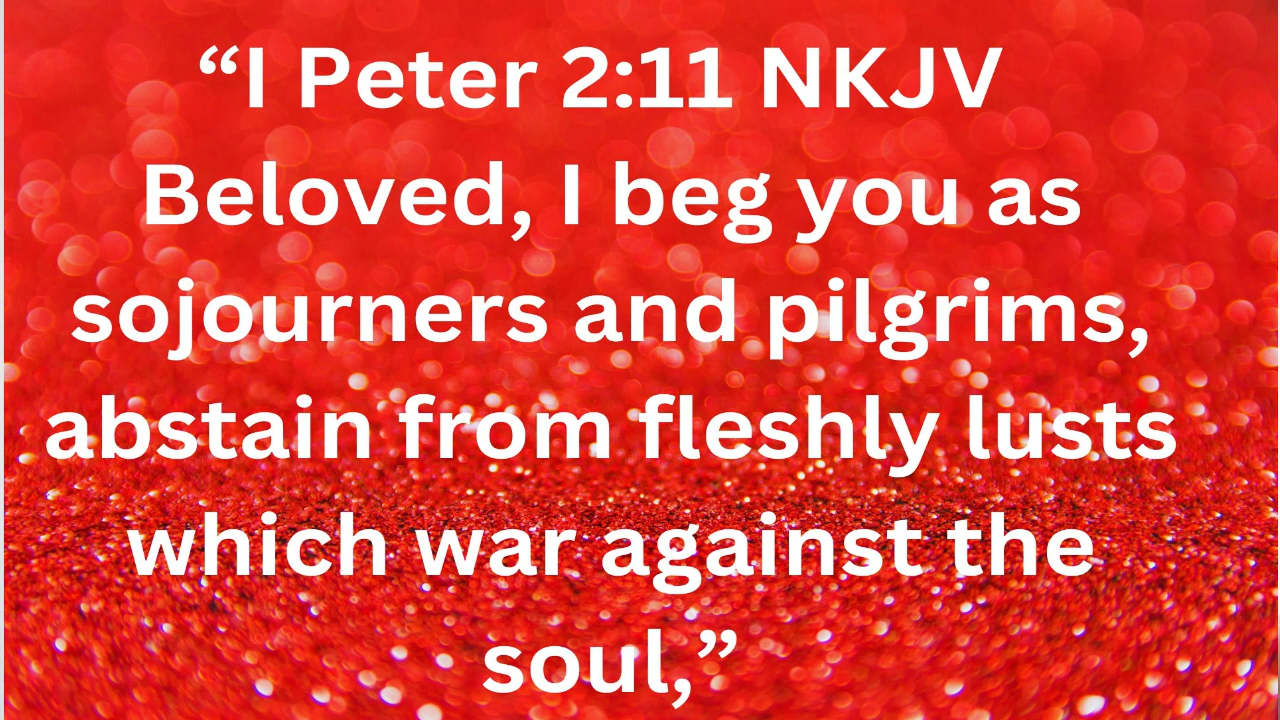 “I Peter 2:11 NKJV
Beloved, I beg you as
sojourners and pilgrims,
abstain from fleshly lusts
which war against the
soul,”